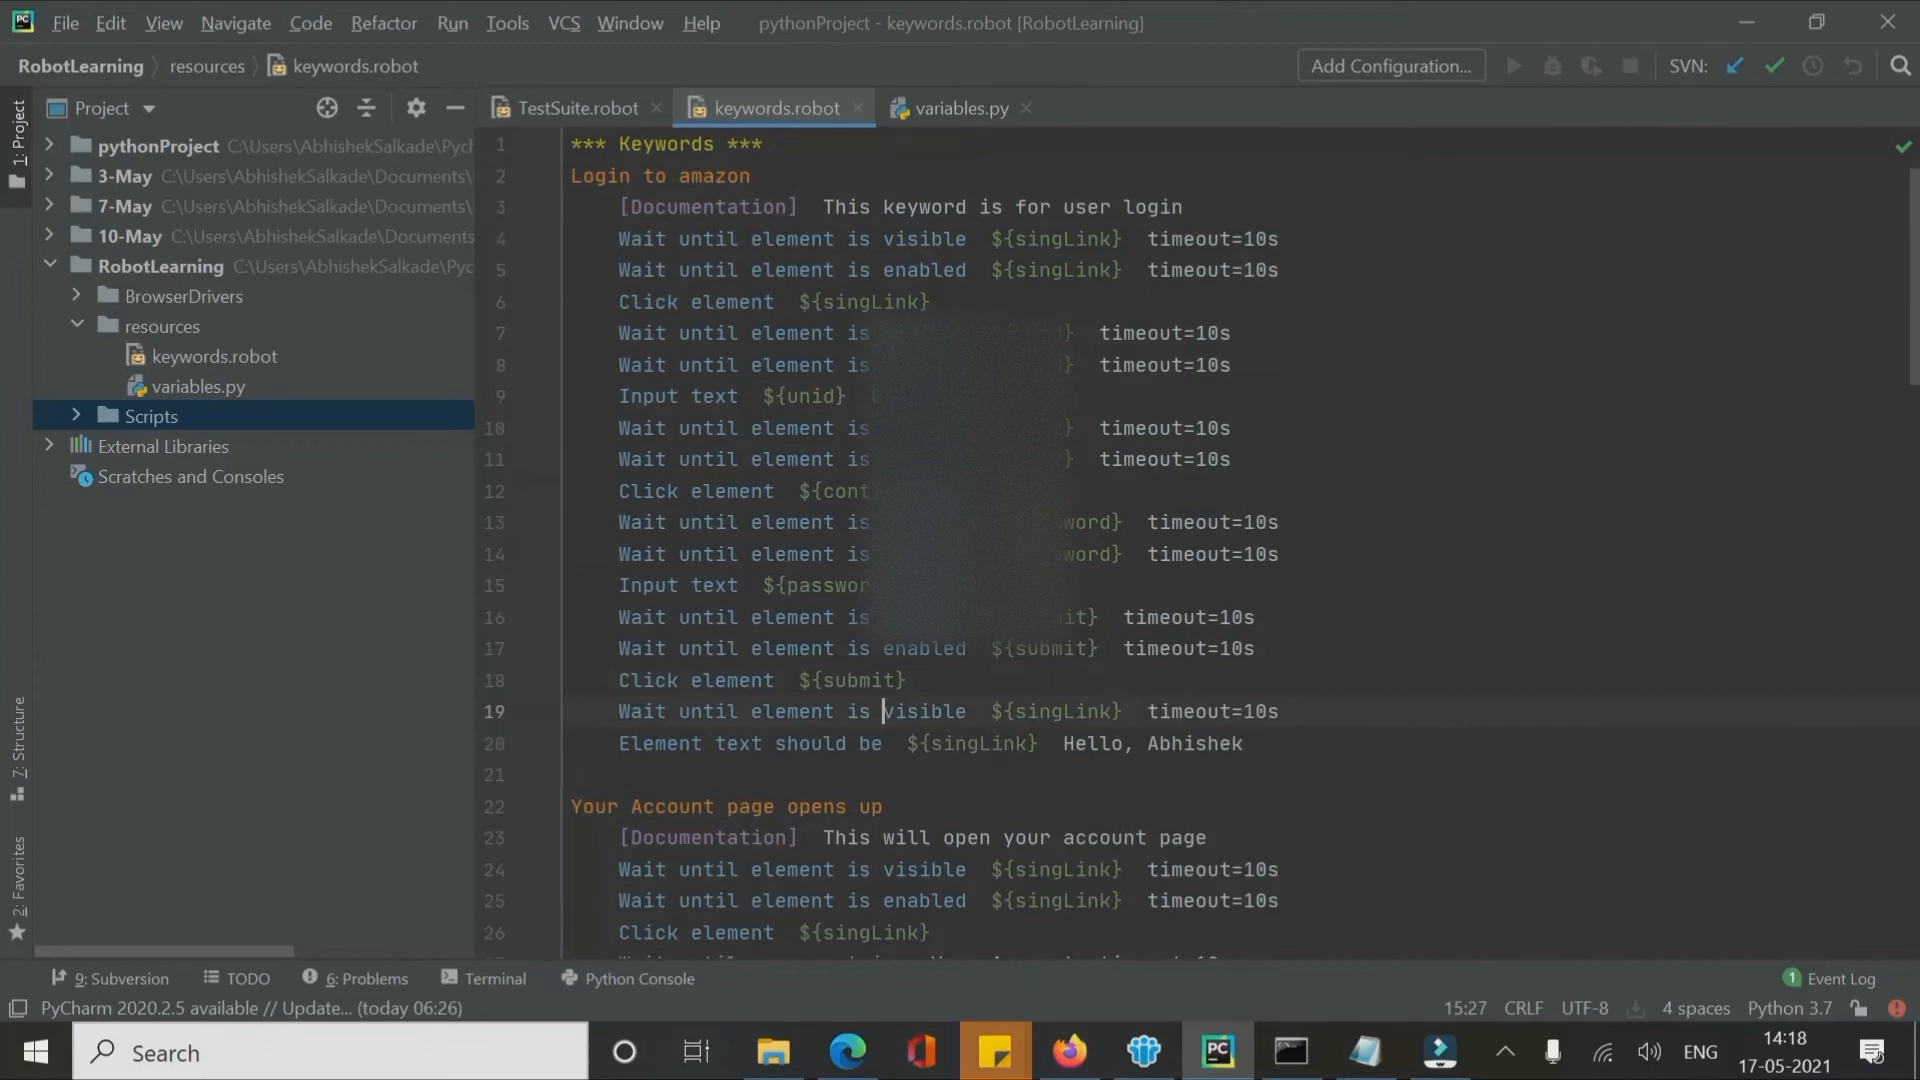 File Edit View Navigate Code Refactor Run Tools VCS Window Help pythonProject - keywords.robot [RobotLearning]
RobotLearning resources keywords.robot Add Configuration... SVN:
Project
TestSuite.robot keywords.robot variables.py
1: Project
7: Structure
2: Favorites
pythonProject C:\Users\AbhishekSalkade\Pych
3-May C:\Users\AbhishekSalkade\Documents\
7-May C:\Users\AbhishekSalkade\Documents\
10-May C:\Users\AbhishekSalkade\Documents
RobotLearning C:\Users\AbhishekSalkade\Pyc
BrowserDrivers
resources
keywords.robot
variables.py
Scripts
External Libraries
Scratches and Consoles
1 *** Keywords ***
2 Login to amazon
3 [Documentation] This keyword is for user login
4 Wait until element is visible ${singLink} timeout=10s
5 Wait until element is enabled ${singLink} timeout=10s
6 Click element ${singLink}
7 Wait until element is } timeout=10s
8 Wait until element is } timeout=10s
9 Input text ${unid}
10 Wait until element is } timeout=10s
11 Wait until element is } timeout=10s
12 Click element ${cont
13 Wait until element is word} timeout=10s
14 Wait until element is word} timeout=10s
15 Input text ${passwor
16 Wait until element is it} timeout=10s
17 Wait until element is enabled ${submit} timeout=10s
18 Click element ${submit}
19 Wait until element is visible ${singLink} timeout=10s
20 Element text should be ${singLink} Hello, Abhishek
21
22 Your Account page opens up
23 [Documentation] This will open your account page
24 Wait until element is visible ${singLink} timeout=10s
25 Wait until element is enabled ${singLink} timeout=10s
26 Click element ${singLink}
9: Subversion TODO 6: Problems Terminal Python Console 1 Event Log
PyCharm 2020.2.5 available // Update... (today 06:26) 15:27 CRLF UTF-8 4 spaces Python 3.7
Search ENG 14:18
17-05-2021